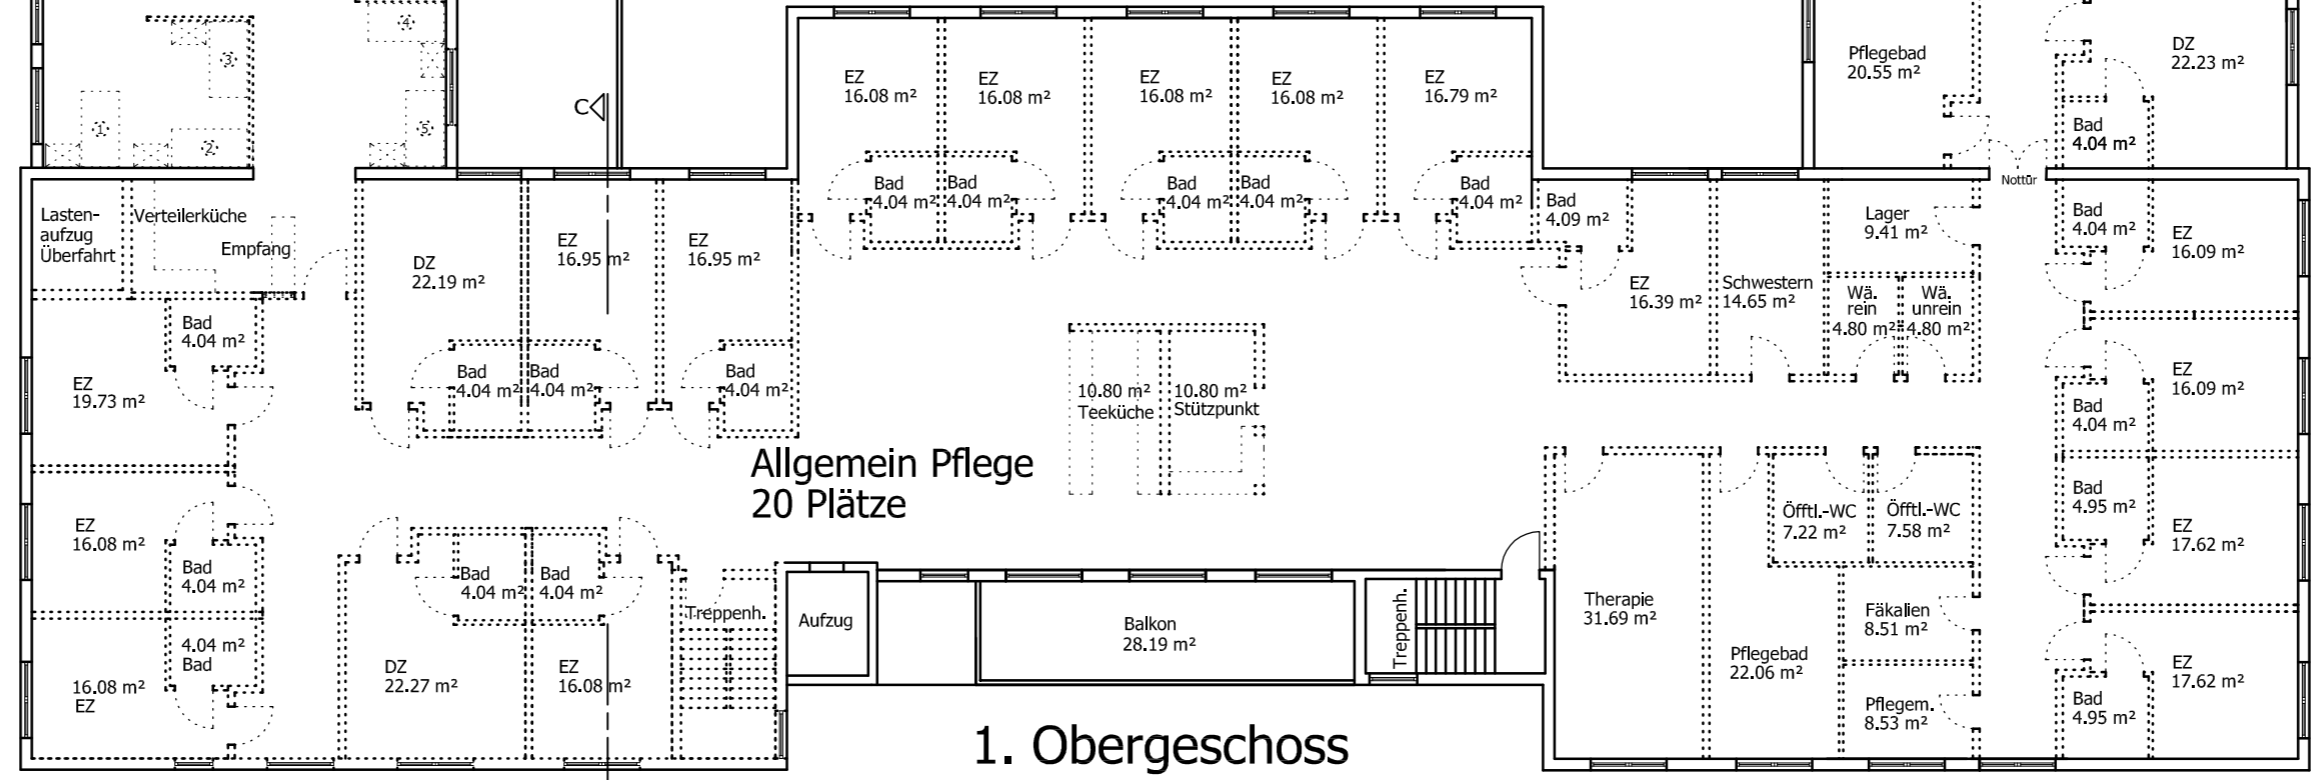 4
3
5
1
2
C
EZ
16.08 m²
EZ
16.08 m²
EZ
16.08 m²
EZ
16.08 m²
EZ
16.79 m²
Pflegebad
20.55 m²
DZ
22.23 m²
Bad
4.04 m²
Nottür
Lasten-
aufzug
Überfahrt
Verteilerküche
Empfang
DZ
22.19 m²
EZ
16.95 m²
EZ
16.95 m²
Bad
4.04 m²
Bad
4.04 m²
Bad
4.04 m²
Bad
4.04 m²
Bad
4.04 m²
Bad
4.09 m²
EZ
16.39 m²
Schwestern
14.65 m²
Lager
9.41 m²
Wä.
rein
4.80 m²
Wä.
unrein
4.80 m²
Bad
4.04 m²
EZ
16.09 m²
Bad
4.04 m²
EZ
19.73 m²
Bad
4.04 m²
Bad
4.04 m²
Bad
4.04 m²
10.80 m²
Teeküche
10.80 m²
Stützpunkt
EZ
16.09 m²
Bad
4.04 m²
Allgemein Pflege
20 Plätze
EZ
16.08 m²
Bad
4.04 m²
Bad
4.04 m²
Bad
4.04 m²
Öfftl.-WC
7.22 m²
Öfftl.-WC
7.58 m²
Bad
4.95 m²
EZ
17.62 m²
4.04 m²
Bad
16.08 m²
EZ
DZ
22.27 m²
EZ
16.08 m²
Treppenh.
Aufzug
Balkon
28.19 m²
Treppenh.
Therapie
31.69 m²
Pflegebad
22.06 m²
Fäkalien
8.51 m²
Pflegem.
8.53 m²
EZ
17.62 m²
Bad
4.95 m²
1. Obergeschoss